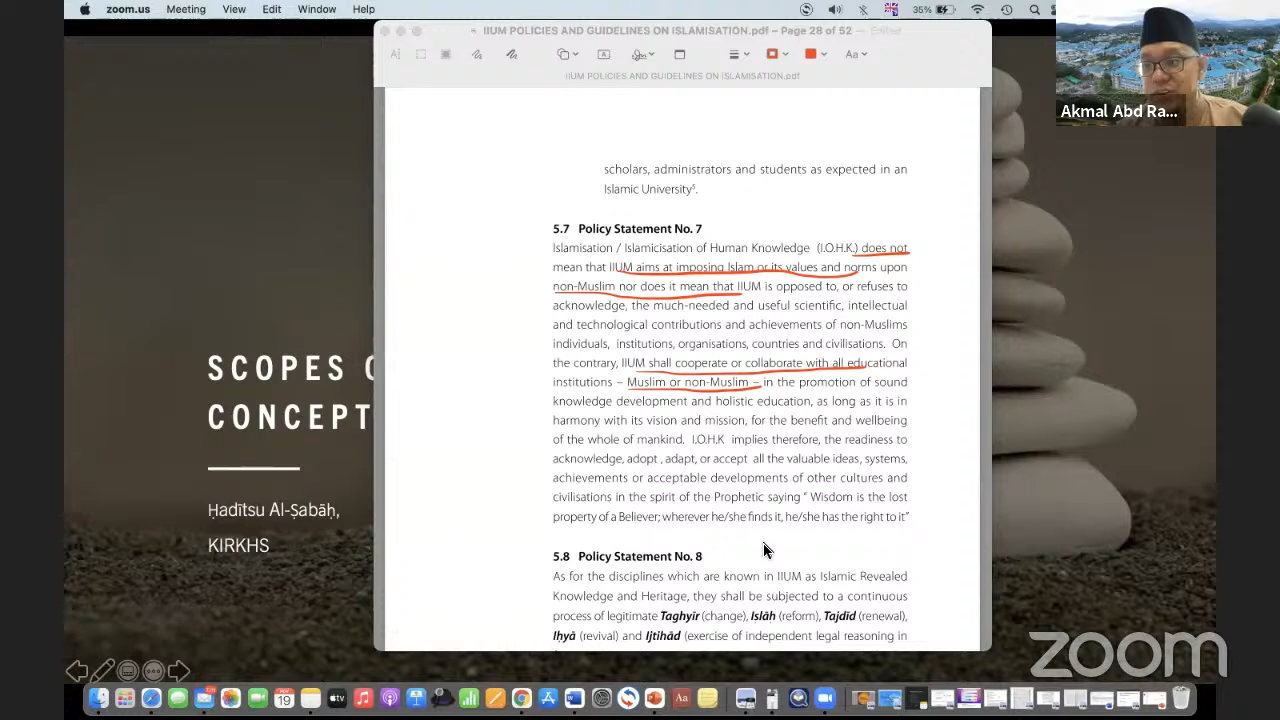 zoom.us Meeting View Edit Window Help
35%
IIUM POLICIES AND GUIDELINES ON ISLAMISATION.pdf – Page 28 of 52 — Edited
IIUM POLICIES AND GUIDELINES ON ISLAMISATION.pdf
Akmal Abd Ra...
scholars, administrators and students as expected in an
Islamic University⁵.
5.7 Policy Statement No. 7
Islamisation / Islamicisation of Human Knowledge (I.O.H.K.) does not
mean that IIUM aims at imposing Islam or its values and norms upon
non-Muslim nor does it mean that IIUM is opposed to, or refuses to
acknowledge, the much-needed and useful scientific, intellectual
and technological contributions and achievements of non-Muslims
individuals, institutions, organisations, countries and civilisations. On
the contrary, IIUM shall cooperate or collaborate with all educational
institutions – Muslim or non-Muslim – in the promotion of sound
knowledge development and holistic education, as long as it is in
harmony with its vision and mission, for the benefit and wellbeing
of the whole of mankind. I.O.H.K implies therefore, the readiness to
acknowledge, adopt , adapt, or accept all the valuable ideas, systems,
achievements or acceptable developments of other cultures and
civilisations in the spirit of the Prophetic saying " Wisdom is the lost
property of a Believer; wherever he/she finds it, he/she has the right to it"
5.8 Policy Statement No. 8
As for the disciplines which are known in IIUM as Islamic Revealed
Knowledge and Heritage, they shall be subjected to a continuous
process of legitimate Taghyīr (change), Islāh (reform), Tajdīd (renewal),
Iḥyā (revival) and Ijtihād (exercise of independent legal reasoning in
SCOPES
CONCEPT
Ḥadītsu Al-Ṣabāḥ,
KIRKHS
zoom
19
tv
Aa